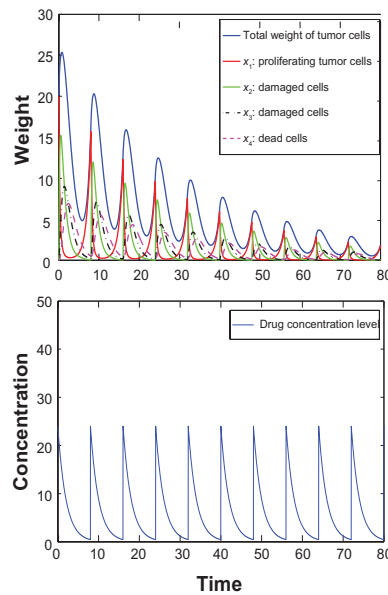 30
25
20
15
10
5
0
Weight
Total weight of tumor cells
x1: proliferating tumor cells
x2: damaged cells
x3: damaged cells
x4: dead cells
0 10 20 30 40 50 60 70 80
50
40
30
20
10
0
Concentration
Drug concentration level
0 10 20 30 40 50 60 70 80
Time